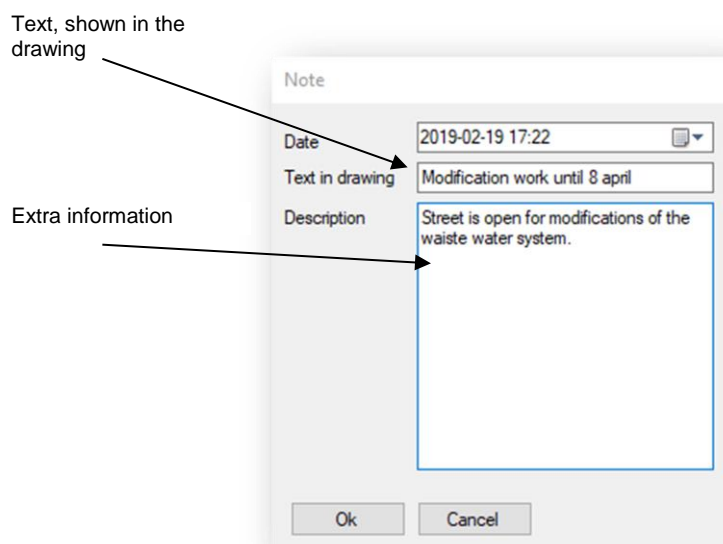 Text, shown in the
drawing
Note
Date
2019-02-19 17:22
Text in drawing
Modification work until 8 april
Extra information
Description
Street is open for modifications of the
waiste water system.
Ok
Cancel